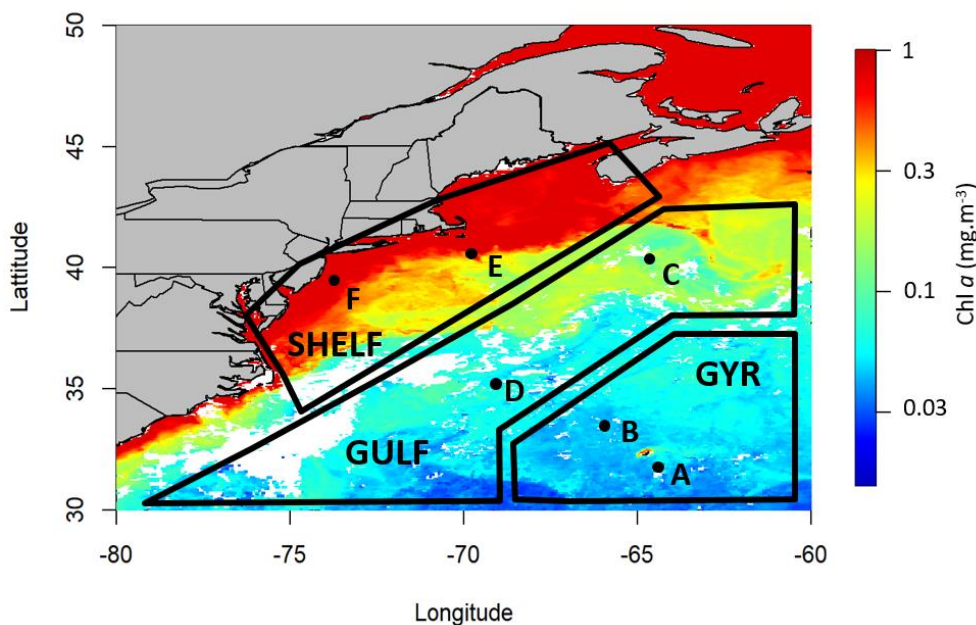 50
45
40
35
30
Lattitude
-80
-75
-70
-65
-60
Longitude
SHELF
GULF
GYR
A
B
C
D
E
F
1
0.3
0.1
0.03
Chl a (mg.m-3)